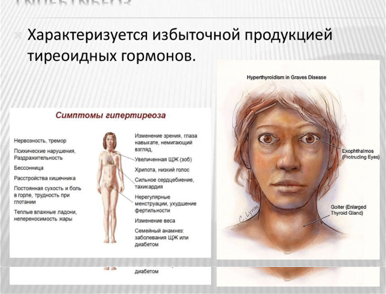 Характеризуется избыточной продукцией
тиреоидных гормонов.
Симптомы гипертиреоза
Нервозность, тремор
Психические нарушения,
Раздражительность
Бессонница
Расстройства кишечника
Постоянная сухость и боль
в горле, трудность при
глотании
Теплые влажные ладони,
непереносимость жары
Изменение зрения, глаза
навыкате, немигающий
взгляд,
Увеличенная ЩЖ (зоб)
Хрипота, низкий голос
Сильное сердцебиение,
тахикардия
Нерегулярные
менструации, ухудшение
фертильности
Изменение веса
Семейный анамнез:
заболевания ЩЖ или
диабетом
Hyperthyroidism in Graves Disease
Exophthalmos
(Protruding Eyes)
Goiter (Enlarged
Thyroid Gland)
диабетом